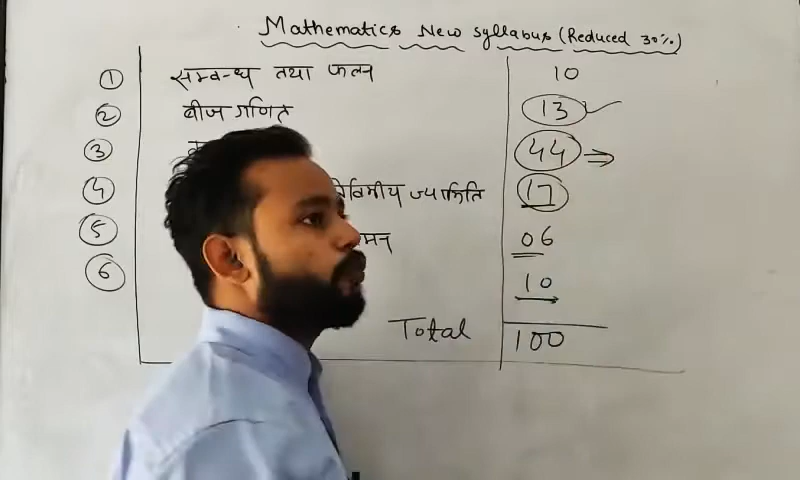 Mathematics New Syllabus (Reduced 30%)
① सम्बन्ध तथा फलन 10
② बीज गणित 13
③ 44 ⇒
④ ज्यामिति 17
⑤ 06
⑥ 10
Total 100